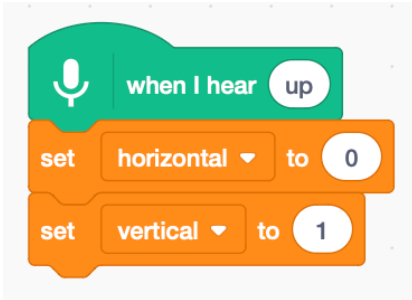 when I hear up
set horizontal to 0
set vertical to 1